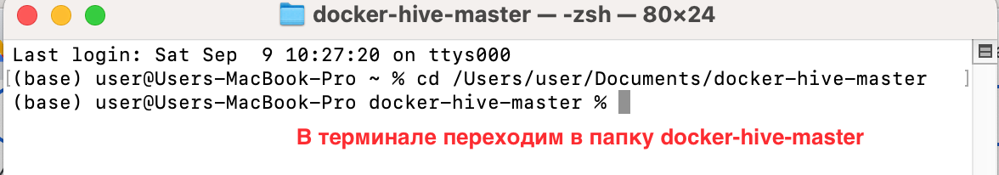 docker-hive-master — -zsh — 80×24
Last login: Sat Sep  9 10:27:20 on ttys000
[(base) user@Users-MacBook-Pro ~ % cd /Users/user/Documents/docker-hive-master ]
(base) user@Users-MacBook-Pro docker-hive-master %
В терминале переходим в папку docker-hive-master